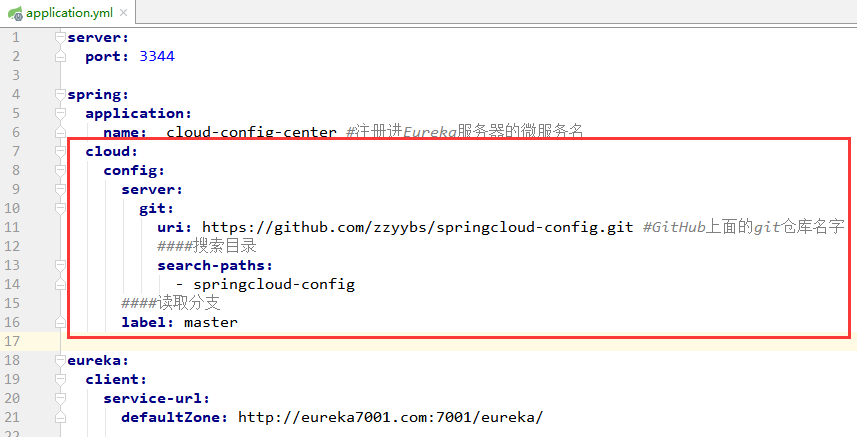 application.yml
1 server:
2   port: 3344
3
4 spring:
5   application:
6     name:  cloud-config-center #注册进Eureka服务器的微服务名
7   cloud:
8     config:
9       server:
10         git:
11           uri: https://github.com/zzyybs/springcloud-config.git #GitHub上面的git仓库名字
12           ####搜索目录
13           search-paths:
14             - springcloud-config
15       ####读取分支
16       label: master
17
18 eureka:
19   client:
20     service-url:
21       defaultZone: http://eureka7001.com:7001/eureka/
22